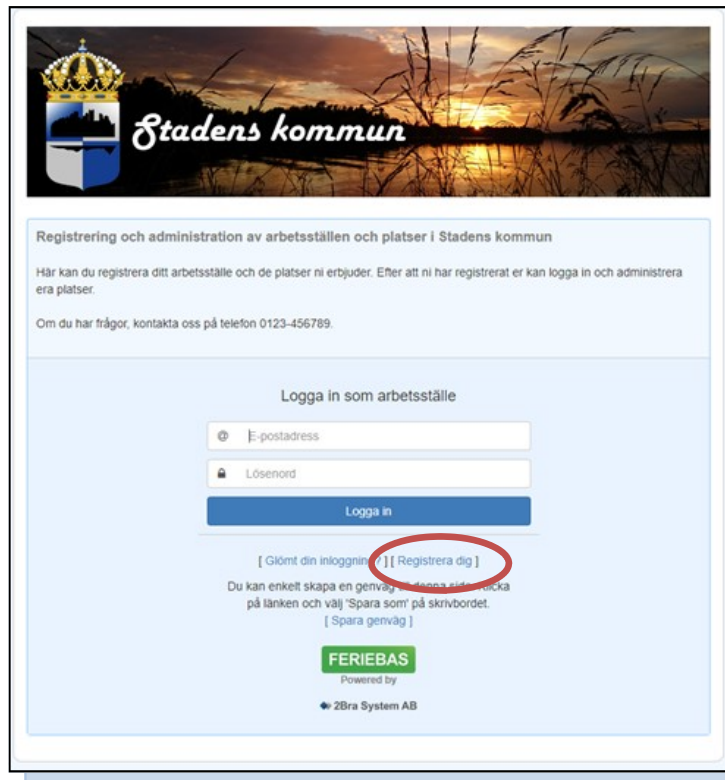 Stadens kommun
Registrering och administration av arbetsställen och platser i Stadens kommun
Här kan du registrera ditt arbetsställe och de platser ni erbjuder. Efter att ni har registrerat er kan logga in och administrera
era platser.
Om du har frågor, kontakta oss på telefon 0123-456789.
Logga in som arbetsställe
@ E-postadress
Lösenord
Logga in
[ Glömt din inloggning? ] [ Registrera dig ]
Du kan enkelt skapa en genväg till denna sida. Klicka
på länken och välj 'Spara som' på skrivbordet.
[ Spara genväg ]
FERIEBAS
Powered by
2Bra System AB